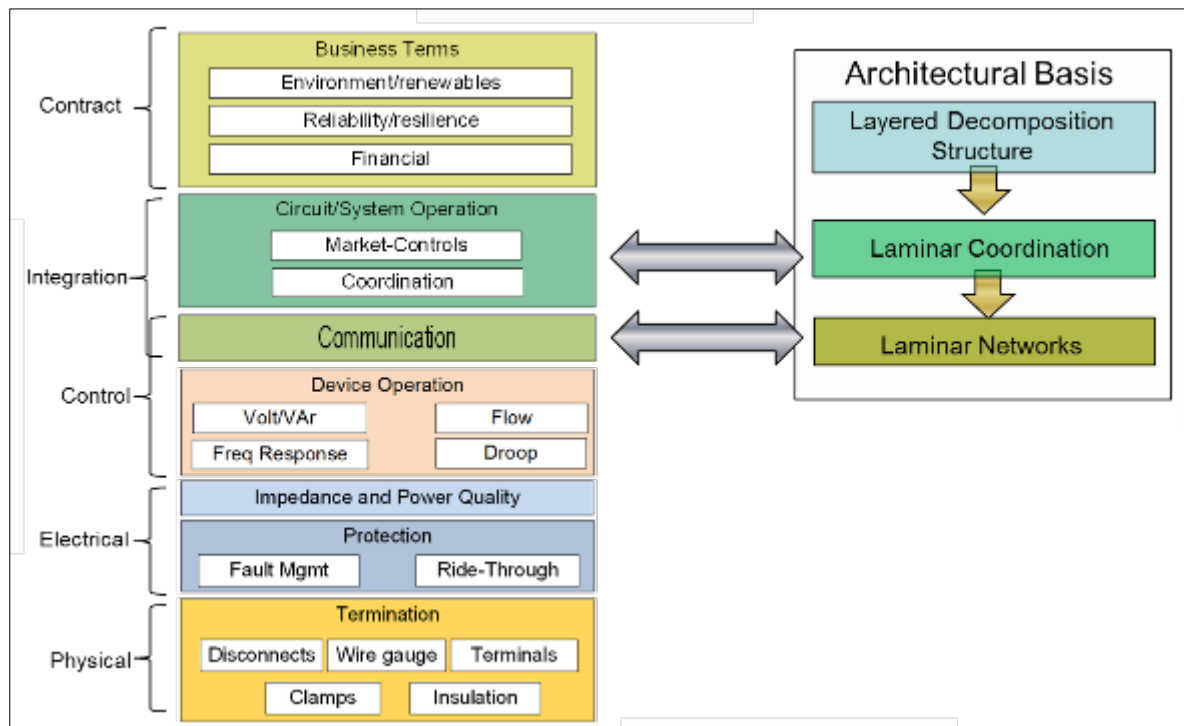 Contract
Business Terms
Environment/renewables
Reliability/resilience
Financial
Integration
Circuit/System Operation
Market-Controls
Coordination
Communication
Control
Device Operation
Volt/VAr
Flow
Freq Response
Droop
Electrical
Impedance and Power Quality
Protection
Fault Mgmt
Ride-Through
Physical
Termination
Disconnects
Wire gauge
Terminals
Clamps
Insulation
Architectural Basis
Layered Decomposition
Structure
Laminar Coordination
Laminar Networks